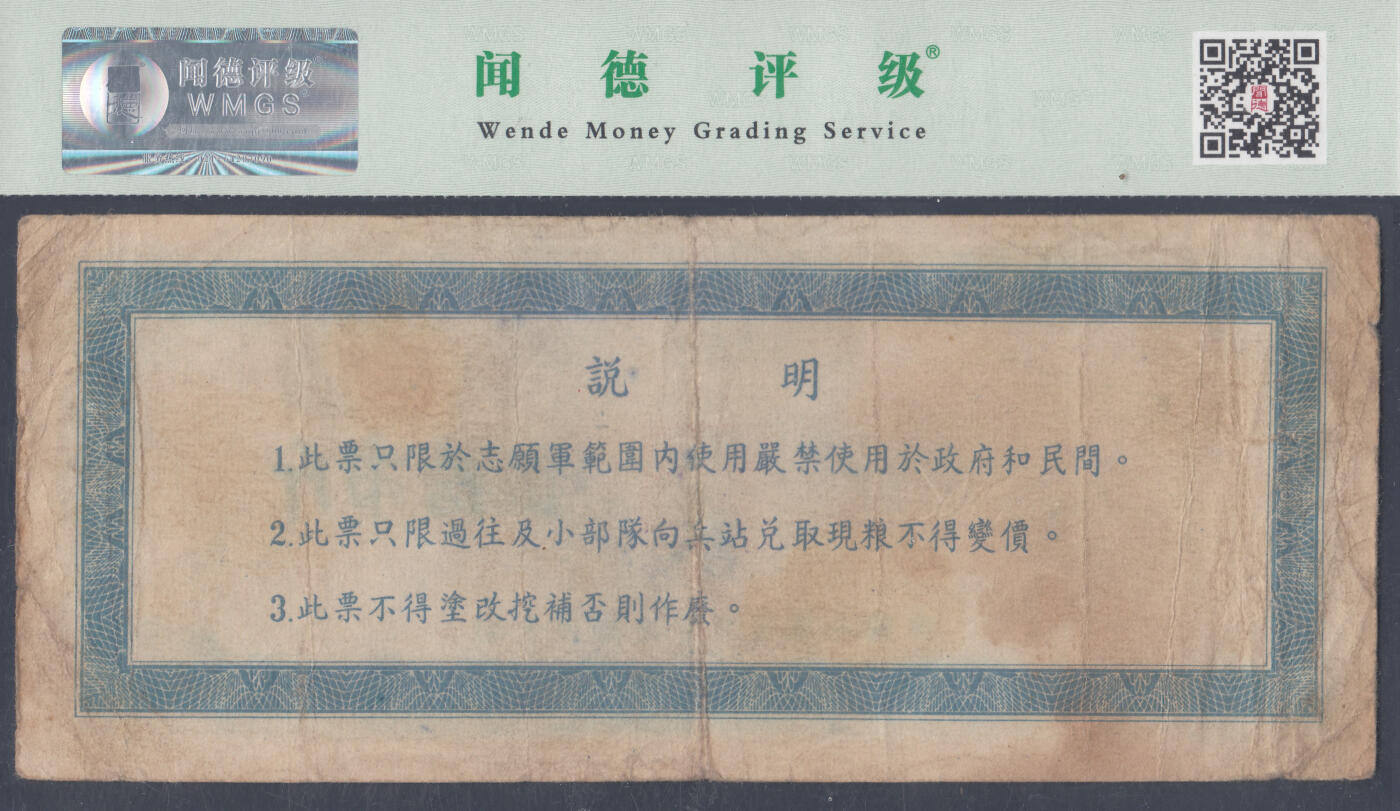 闻德评级
WMGS
闻德评级®
Wende Money Grading Service
説明
1.此票只限於志願軍範圍内使用嚴禁使用於政府和民間。
2.此票只限過往及小部隊向兵站兑取現粮不得變價。
3.此票不得塗改挖補否則作廢。